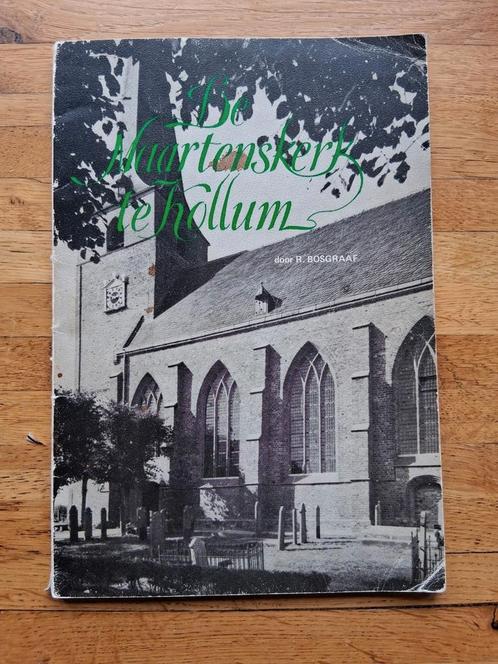 De
Maartenskerk
te Kollum
door R. BOSGRAAF